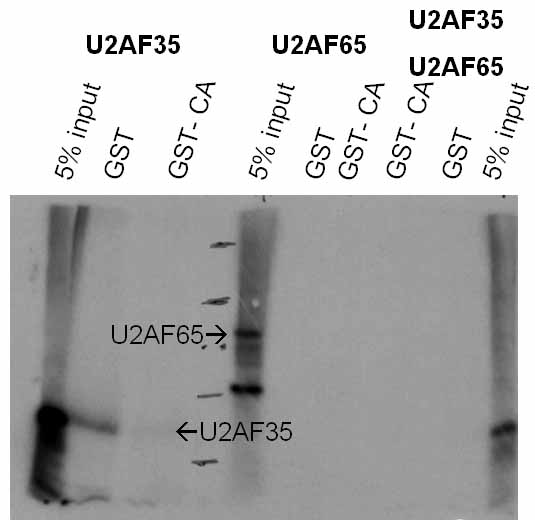 U2AF35
U2AF65
U2AF35
U2AF65
5% input
GST
GST- CA
5% input
GST
GST- CA
GST- CA
GST
5% input
U2AF65→
←U2AF35